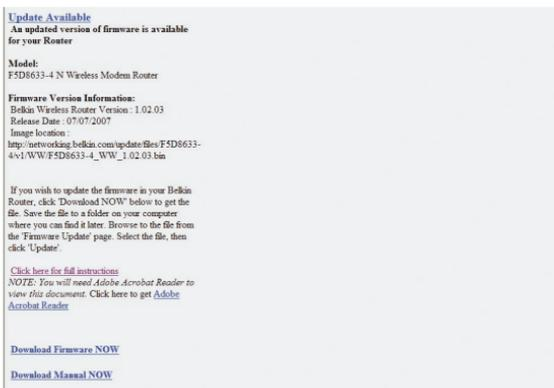 Update Available
An updated version of firmware is available
for your Router
Model:
F5D8633-4 N Wireless Modem Router
Firmware Version Information:
Belkin Wireless Router Version : 1.02.03
Release Date : 07/07/2007
Image location :
http://networking.belkin.com/update/files/F5D8633-
4/v1/WW/F5D8633-4_WW_1.02.03.bin
If you wish to update the firmware in your Belkin
Router, click 'Download NOW' below to get the
file. Save the file to a folder on your computer
where you can find it later. Browse to the file from
the 'Firmware Update' page. Select the file, then
click 'Update'.
Click here for full instructions
NOTE: You will need Adobe Acrobat Reader to
view this document. Click here to get Adobe
Acrobat Reader
Download Firmware NOW
Download Manual NOW